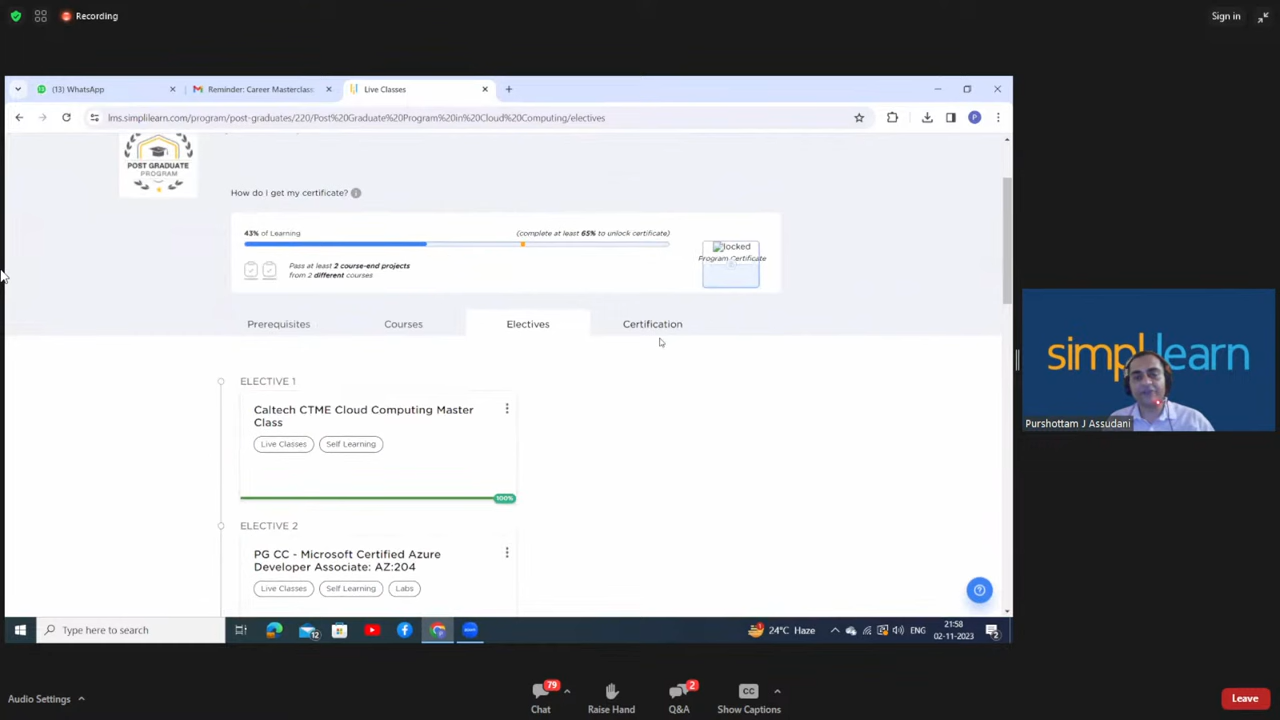 Recording
Sign in
(13) WhatsApp
Reminder: Career Masterclass
Live Classes
lms.simplilearn.com/program/post-graduates/220/Post%20Graduate%20Program%20in%20Cloud%20Computing/electives
P
POST GRADUATE
PROGRAM
How do I get my certificate?
43% of Learning
(complete at least 65% to unlock certificate)
locked
Program Certificate
Pass at least 2 course-end projects
from 2 different courses
Prerequisites
Courses
Electives
Certification
ELECTIVE 1
Caltech CTME Cloud Computing Master
Class
Live Classes
Self Learning
100%
ELECTIVE 2
PG CC - Microsoft Certified Azure
Developer Associate: AZ:204
Live Classes
Self Learning
Labs
simplilearn
Purshottam J Assudani
Type here to search
12
24°C Haze
ENG
21:58
02-11-2023
2
Audio Settings
79
Chat
Raise Hand
2
Q&A
CC
Show Captions
Leave